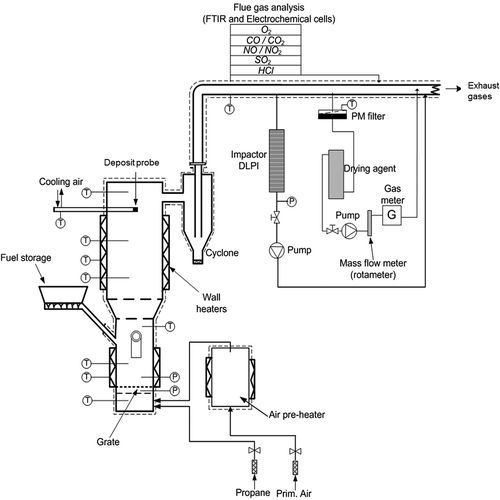 Flue gas analysis
(FTIR and Electrochemical cells)
O2
CO / CO2
NO / NO2
SO2
HCl
Exhaust
gases
T
T
PM filter
Deposit probe
Impactor
DLPI
Drying agent
Cooling air
T
T
P
Gas
meter
G
Pump
Cyclone
Pump
Mass flow meter
(rotameter)
T
T
Fuel storage
Wall
heaters
T
T
T
P
P
T
Air pre-heater
Grate
Propane
Prim. Air